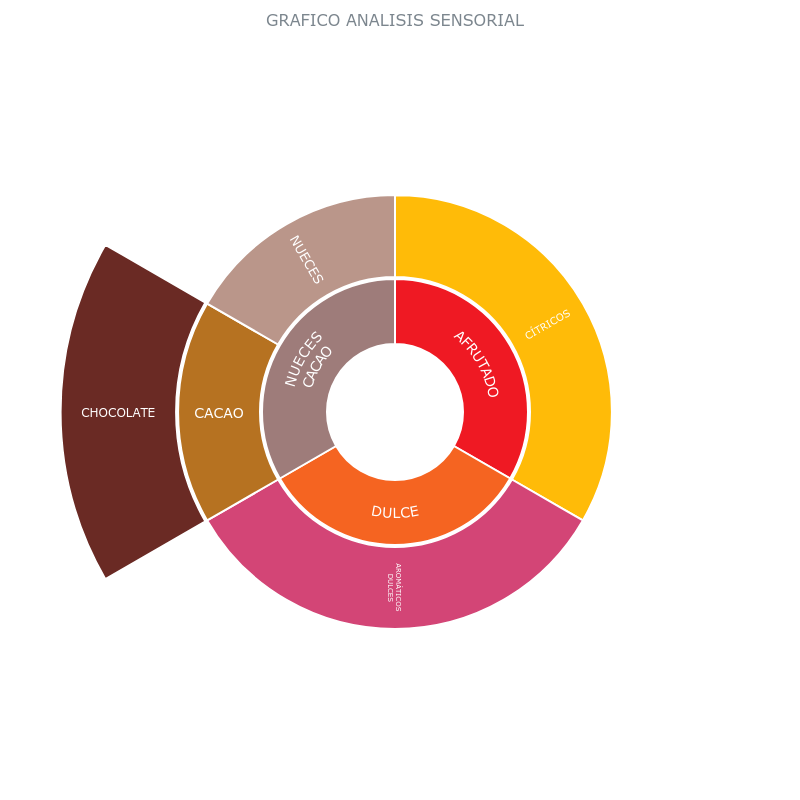 GRAFICO ANALISIS SENSORIAL
NUECES
CÍTRICOS
NUECES
CACAO
AFRUTADO
CHOCOLATE
CACAO
DULCE
AROMÁTICOS
DULCES